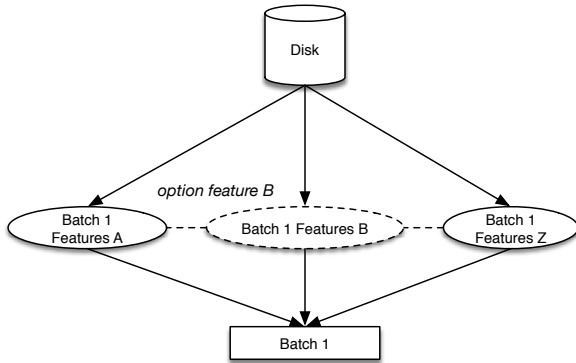 Disk
option feature B
Batch 1
Features A
Batch 1 Features B
Batch 1
Features Z
Batch 1